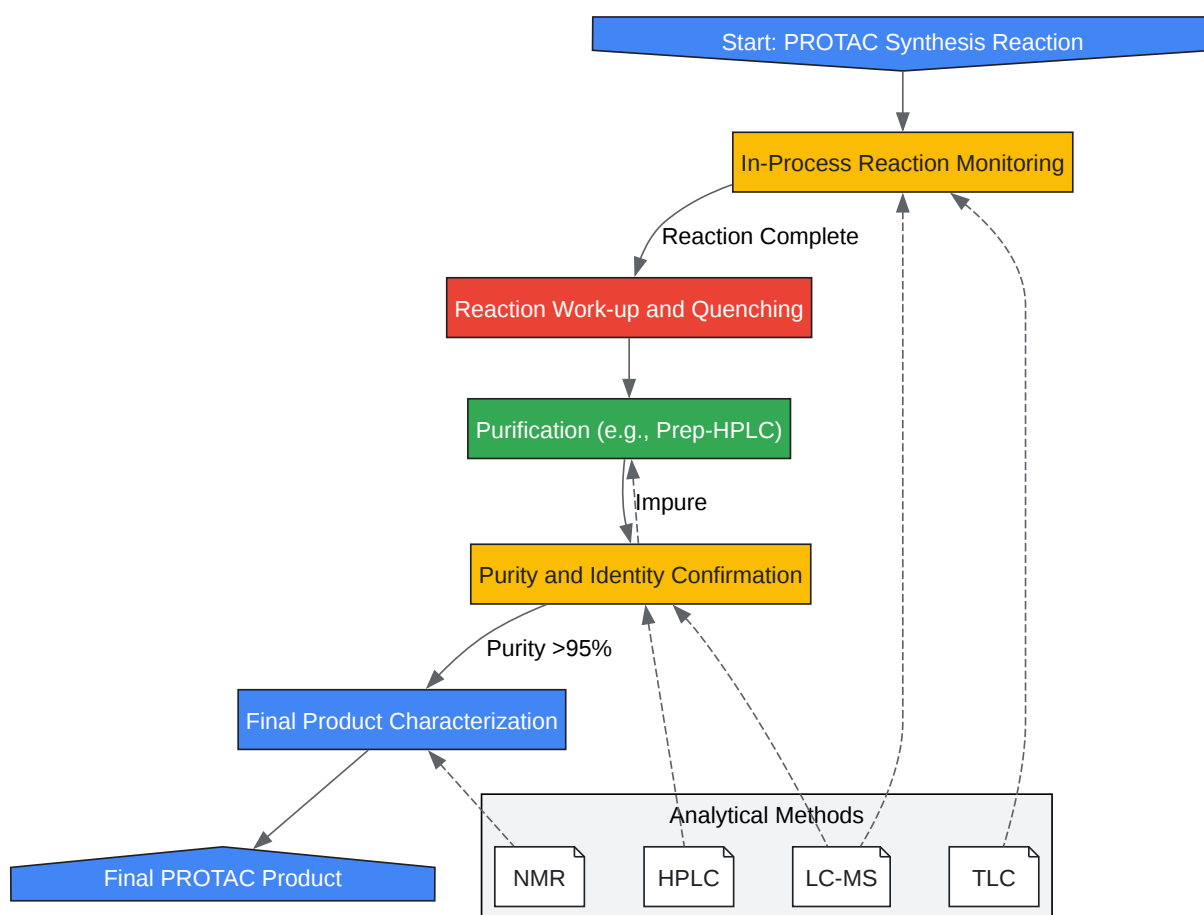 Start: PROTAC Synthesis Reaction
In-Process Reaction Monitoring
Reaction Complete
Reaction Work-up and Quenching
Purification (e.g., Prep-HPLC)
Impure
Purity and Identity Confirmation
Purity >95%
Final Product Characterization
Analytical Methods
Final PROTAC Product
NMR
HPLC
LC-MS
TLC